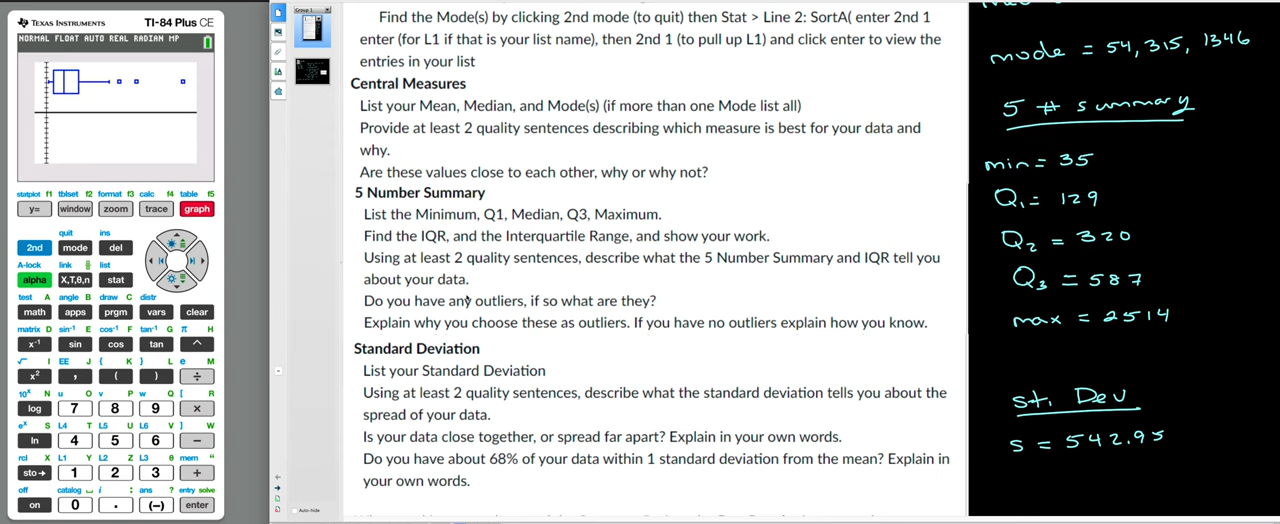 TEXAS INSTRUMENTS TI-84 Plus CE
NORMAL FLOAT AUTO REAL RADIAN MP
statplot f1 tblset f2 format f3 calc f4 table f5
y= window zoom trace graph
quit ins
2nd mode del
A-lock link list
alpha X,T,θ,n stat
test A angle B draw C distr
math apps prgm vars clear
matrix D sin⁻¹ E cos⁻¹ F tan⁻¹ G π H
x⁻¹ sin cos tan ^
√ I EE J { K } L e M
x² , ( ) ÷
10ˣ N u O v P w Q [ R
log 7 8 9 ×
eˣ S L4 T L5 U L6 V ] W
ln 4 5 6 −
rcl X L1 Y L2 Z L3 θ mem "
sto→ 1 2 3 +
off catalog i : ans ? entry solve
on 0 . (−) enter
Group 1
Auto-hide
Find the Mode(s) by clicking 2nd mode (to quit) then Stat > Line 2: SortA( enter 2nd 1
enter (for L1 if that is your list name), then 2nd 1 (to pull up L1) and click enter to view the
entries in your list
Central Measures
List your Mean, Median, and Mode(s) (if more than one Mode list all)
Provide at least 2 quality sentences describing which measure is best for your data and
why.
Are these values close to each other, why or why not?
5 Number Summary
List the Minimum, Q1, Median, Q3, Maximum.
Find the IQR, and the Interquartile Range, and show your work.
Using at least 2 quality sentences, describe what the 5 Number Summary and IQR tell you
about your data.
Do you have any outliers, if so what are they?
Explain why you choose these as outliers. If you have no outliers explain how you know.
Standard Deviation
List your Standard Deviation
Using at least 2 quality sentences, describe what the standard deviation tells you about the
spread of your data.
Is your data close together, or spread far apart? Explain in your own words.
Do you have about 68% of your data within 1 standard deviation from the mean? Explain in
your own words.
mode = 54, 315, 1346
5 # summary
min = 35
Q₁ = 129
Q₂ = 320
Q₃ = 587
max = 2514
St. Dev
s = 542.95